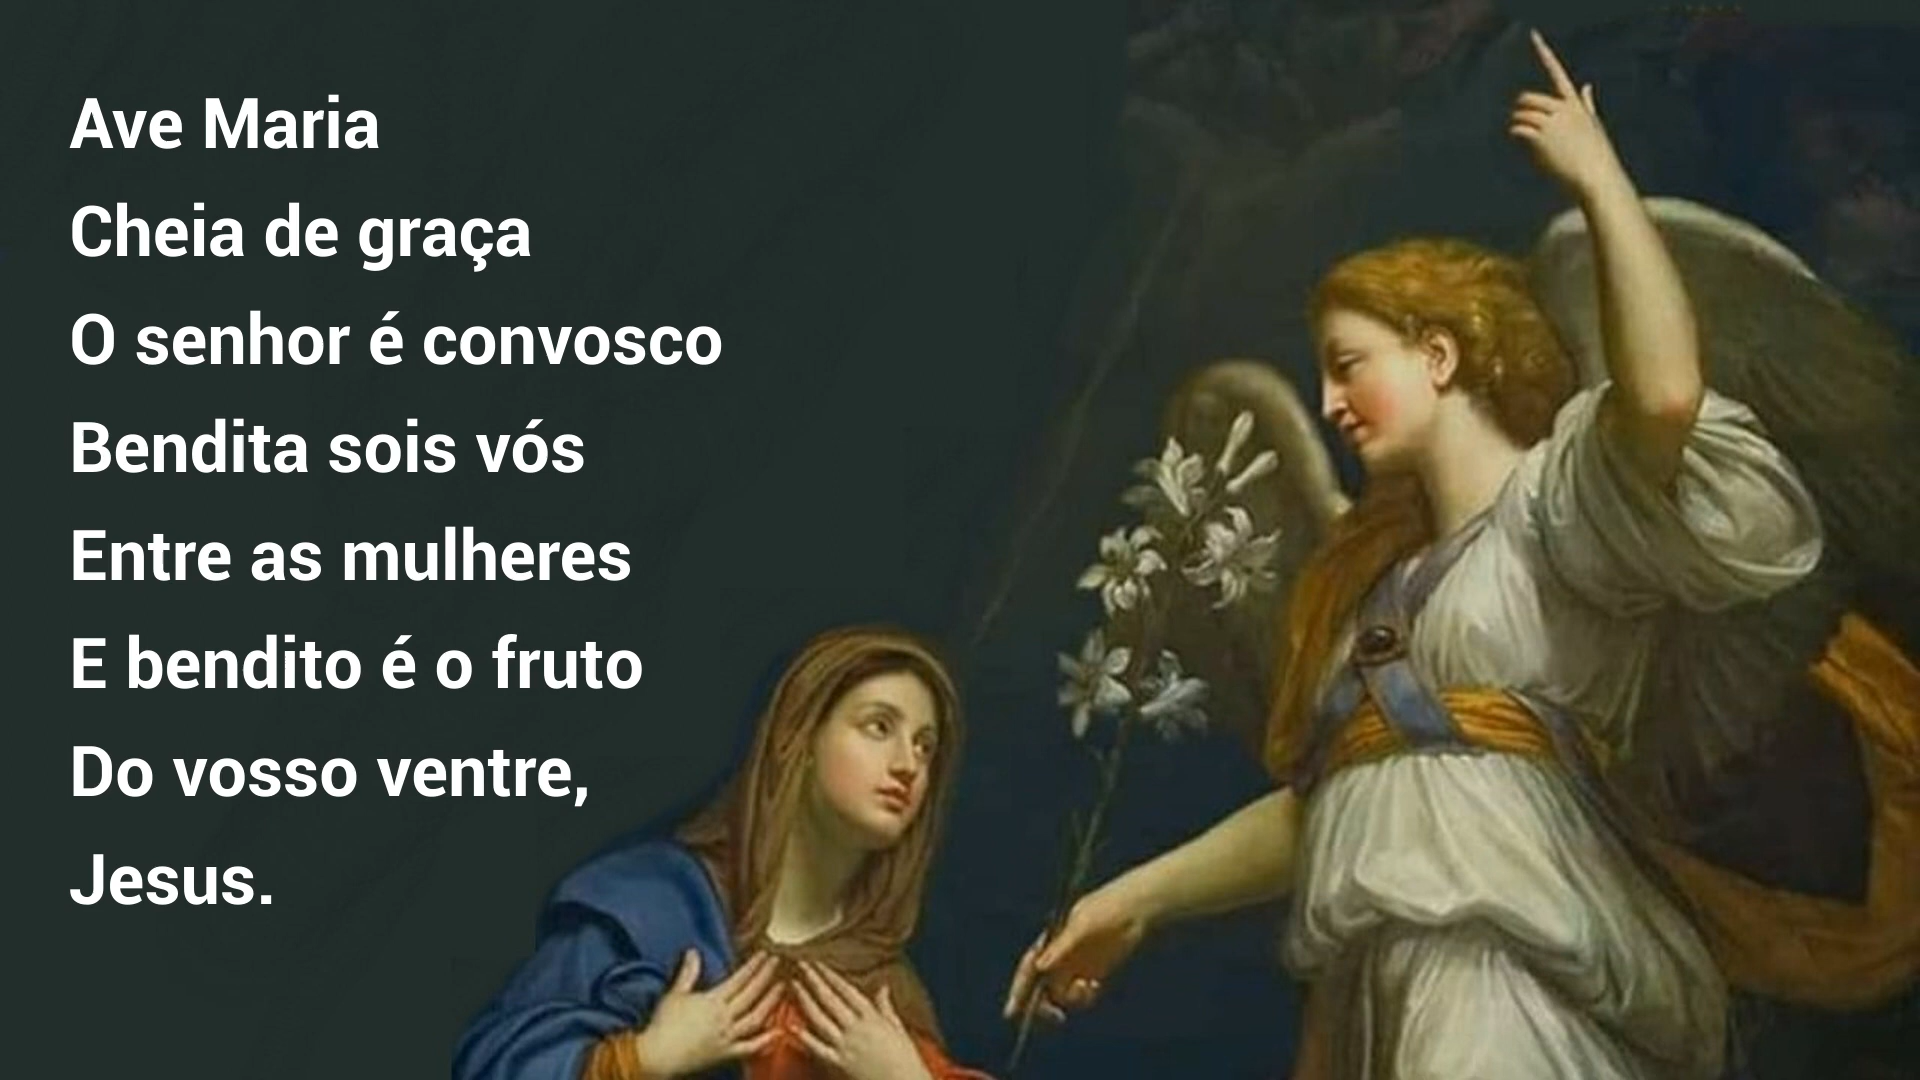 Ave Maria
Cheia de graça
O senhor é convosco
Bendita sois vós
Entre as mulheres
E bendito é o fruto
Do vosso ventre,
Jesus.